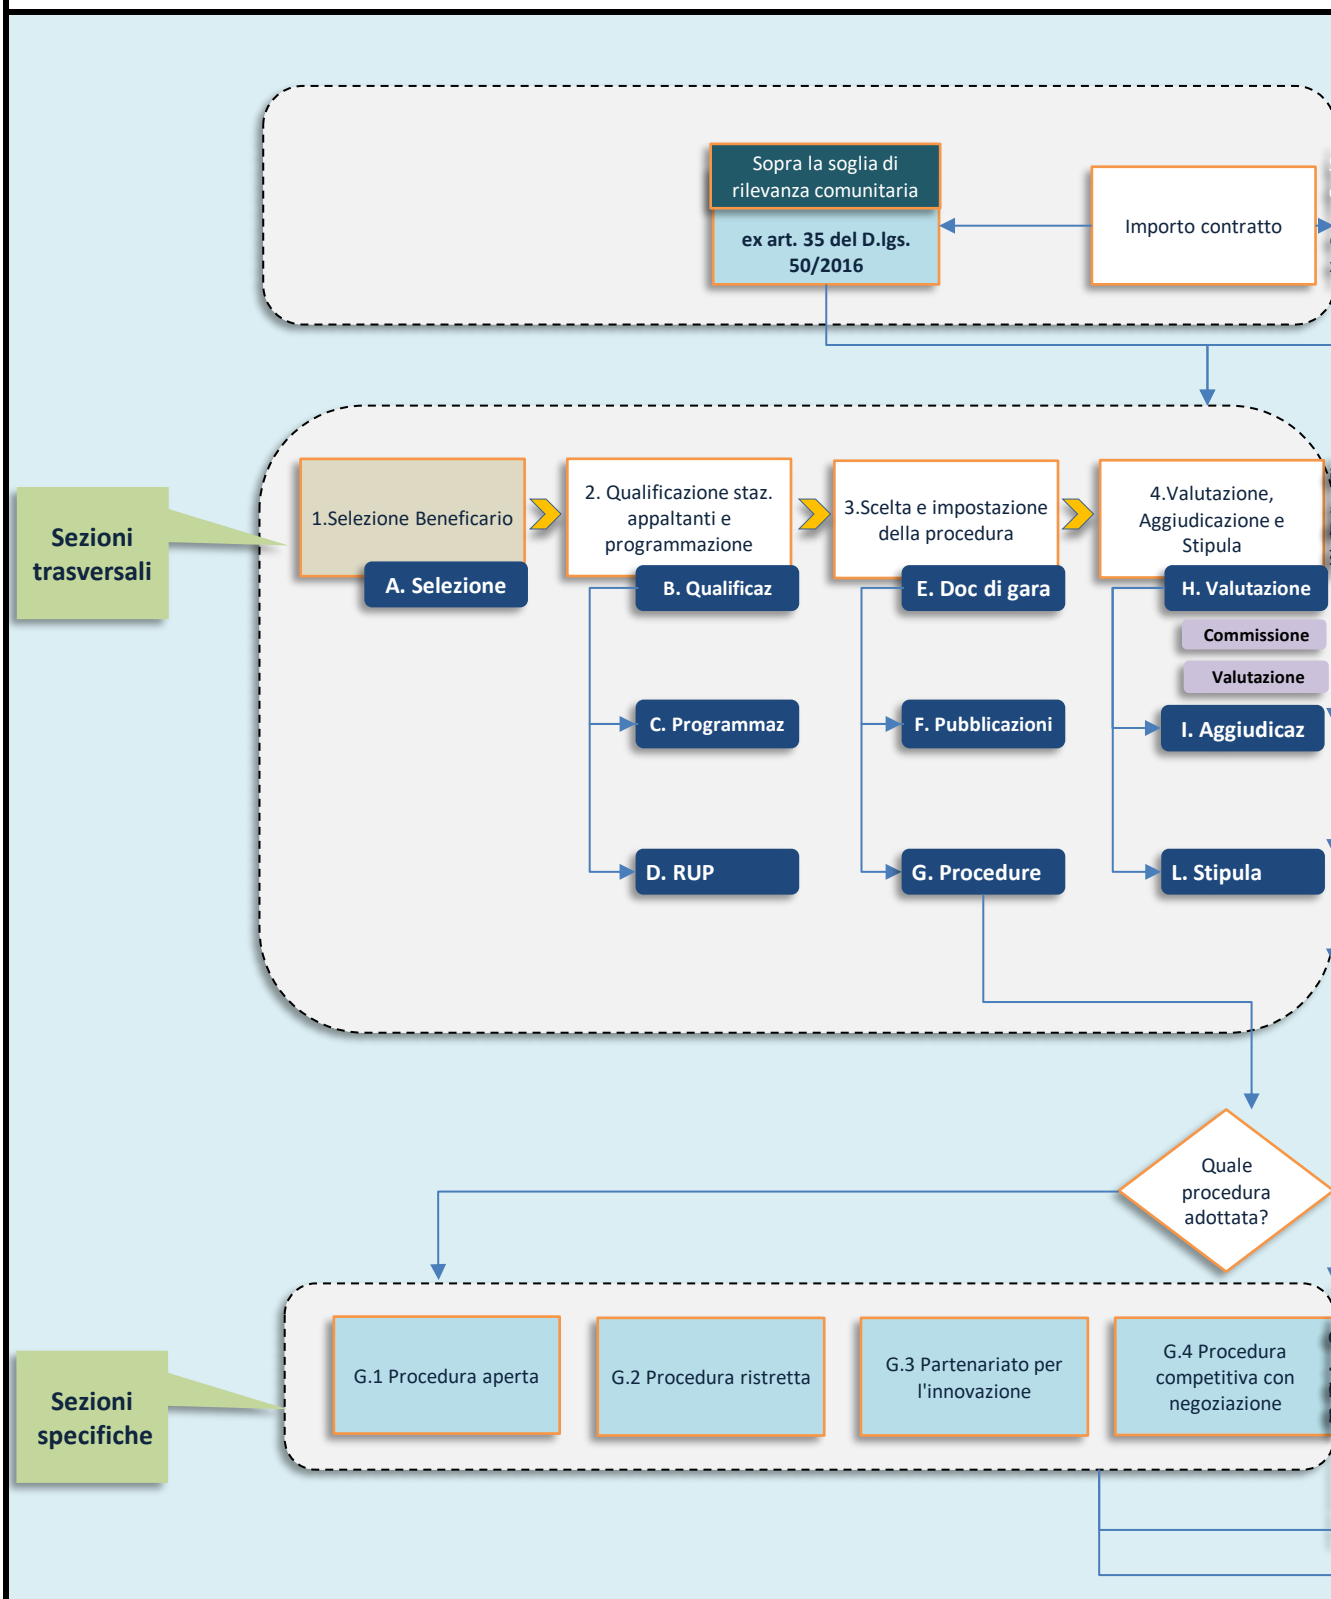 Sopra la soglia di
rilevanza comunitaria
ex art. 35 del D.lgs.
50/2016
Importo contratto
Sezioni
trasversali
1.Selezione Beneficario
2. Qualificazione staz.
appaltanti e
programmazione
3.Scelta e impostazione
della procedura
4.Valutazione,
Aggiudicazione e
Stipula
A. Selezione
B. Qualificaz
E. Doc di gara
H. Valutazione
Commissione
Valutazione
C. Programmaz
F. Pubblicazioni
I. Aggiudicaz
D. RUP
G. Procedure
L. Stipula
Quale
procedura
adottata?
Sezioni
specifiche
G.1 Procedura aperta
G.2 Procedura ristretta
G.3 Partenariato per
l'innovazione
G.4 Procedura
competitiva con
negoziazione